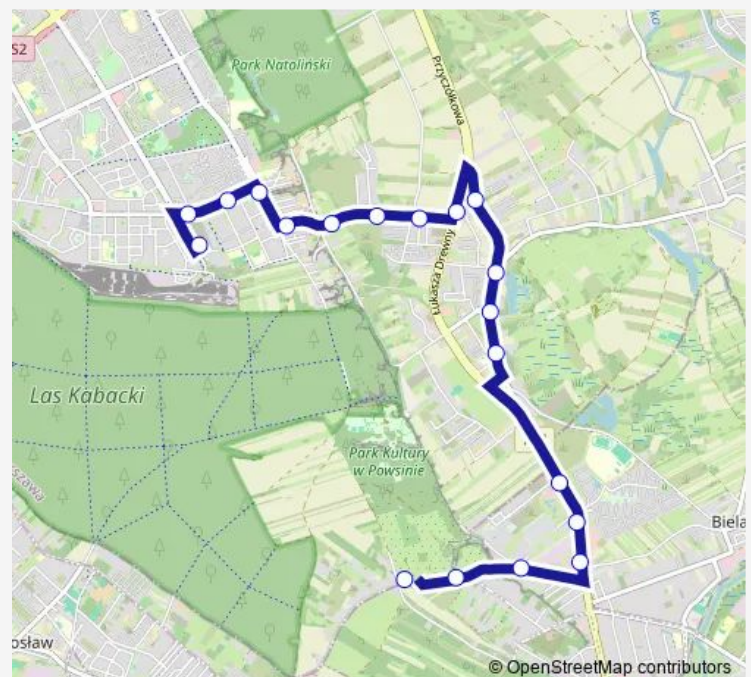 S2
Park Natoliński
Przyczółkowa
Łukasza Drewny
Las Kabacki
Park Kultury
w Powsinie
Biela
osław
© OpenStreetMap contributors